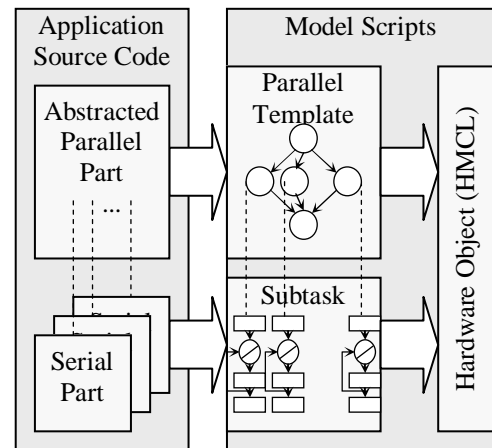 Application
Source Code
Model Scripts
Abstracted
Parallel
Part
...
Parallel
Template
Subtask
Serial
Part
Hardware Object (HMCL)